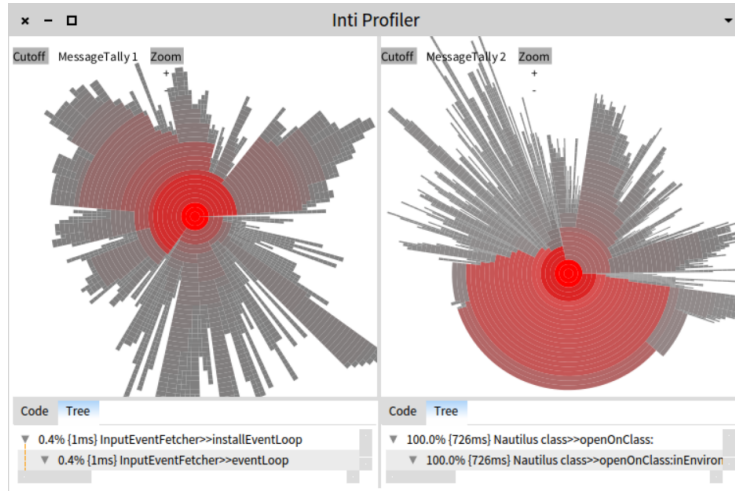 Inti Profiler
Cutoff MessageTally 1 Zoom
+
-
Code Tree
0.4% {1ms} InputEventFetcher>>installEventLoop
0.4% {1ms} InputEventFetcher>>eventLoop
Cutoff MessageTally 2 Zoom
+
-
Code Tree
100.0% {726ms} Nautilus class>>openOnClass:
100.0% {726ms} Nautilus class>>openOnClass:inEnviron